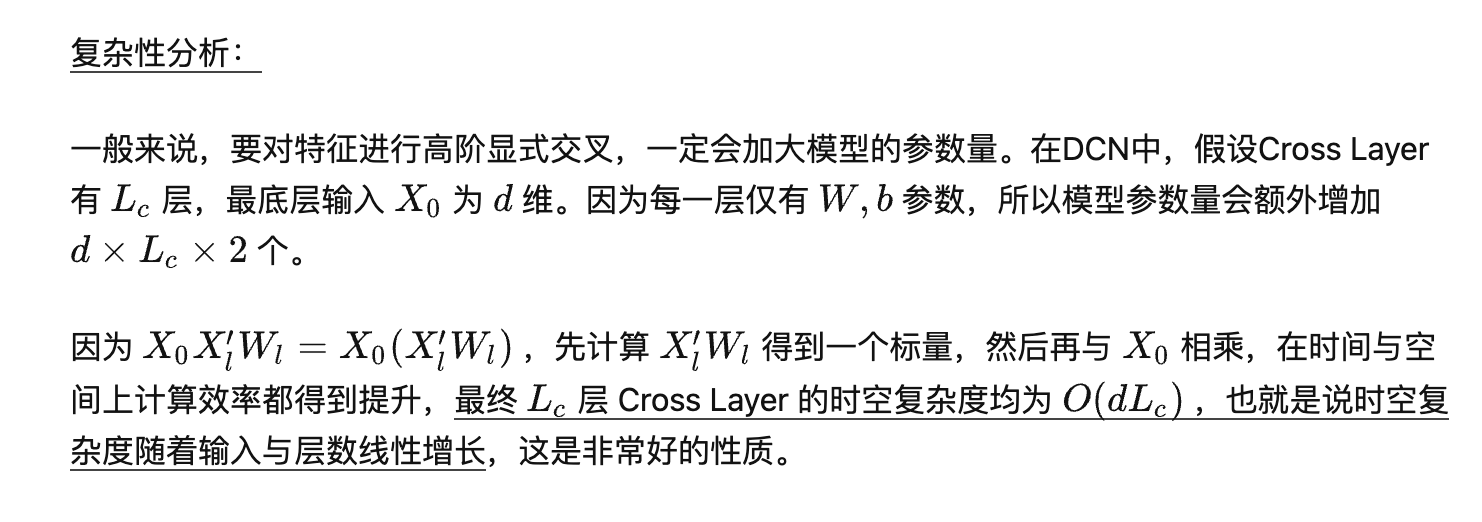 复杂性分析：
一般来说，要对特征进行高阶显式交叉，一定会加大模型的参数量。在DCN中，假设Cross Layer
有 $L_c$ 层，最底层输入 $X_0$ 为 $d$ 维。因为每一层仅有 $W, b$ 参数，所以模型参数量会额外增加
$d \times L_c \times 2$ 个。
因为 $X_0 X_l' W_l = X_0(X_l' W_l)$ ，先计算 $X_l' W_l$ 得到一个标量，然后再与 $X_0$ 相乘，在时间与空
间上计算效率都得到提升，最终 $L_c$ 层 Cross Layer 的时空复杂度均为 $O(dL_c)$ ，也就是说时空复
杂度随着输入与层数线性增长，这是非常好的性质。